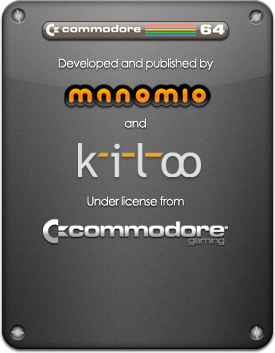 commodore 64
Developed and published by
manomio
and
kiloo
Under license from
commodore
gaming